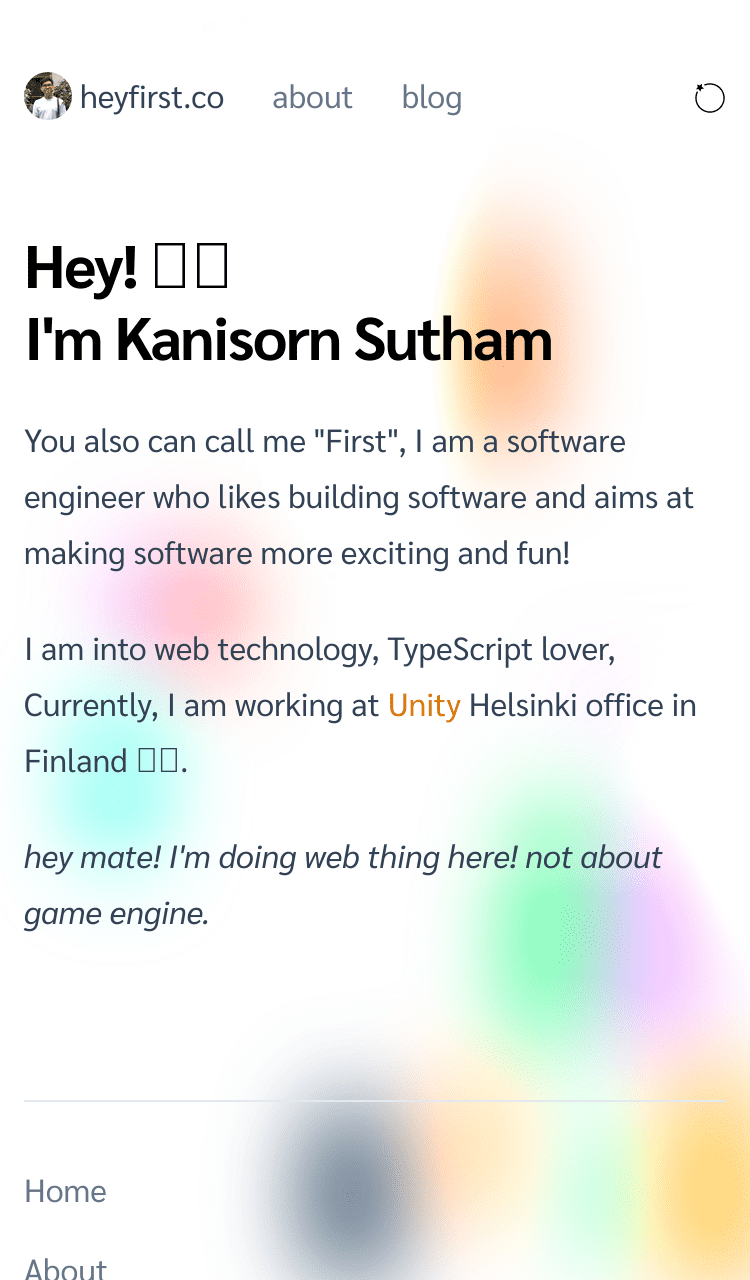 heyfirst.co about blog
Hey! 
I'm Kanisorn Sutham
You also can call me "First", I am a software
engineer who likes building software and aims at
making software more exciting and fun!
I am into web technology, TypeScript lover,
Currently, I am working at Unity Helsinki office in
Finland .
hey mate! I'm doing web thing here! not about
game engine.
Home
About